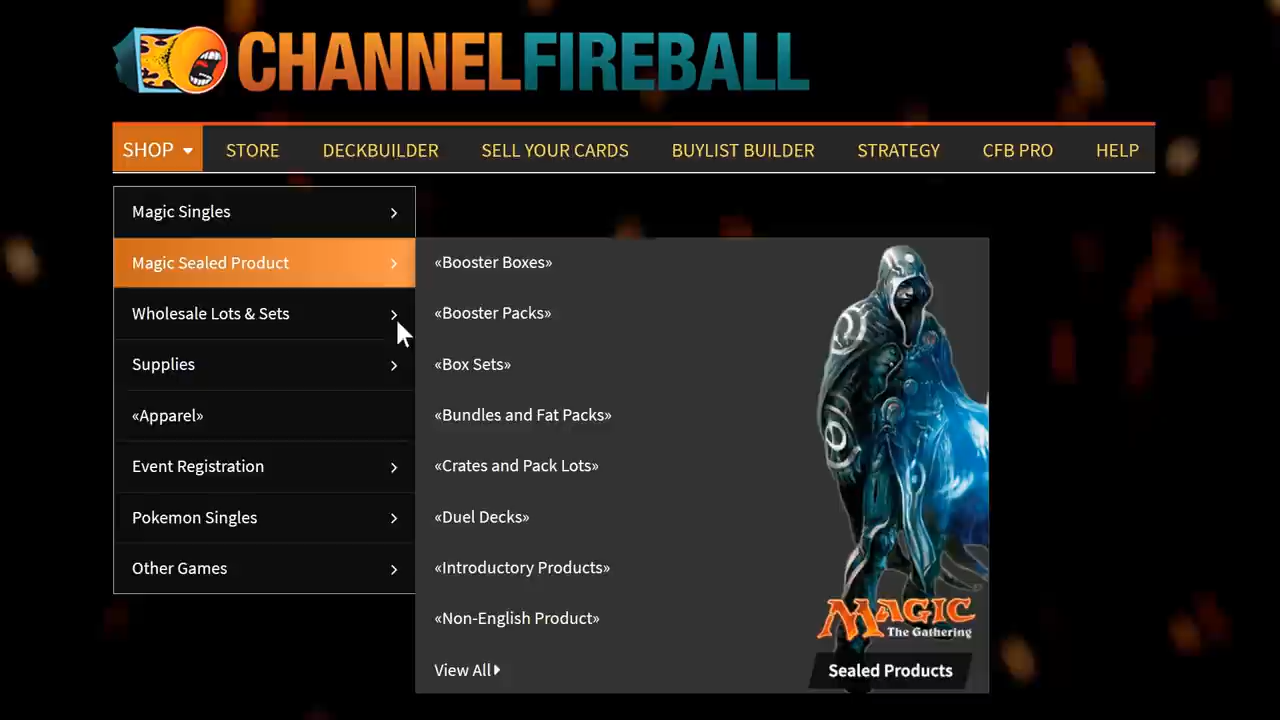 CHANNELFIREBALL
SHOP STORE DECKBUILDER SELL YOUR CARDS BUYLIST BUILDER STRATEGY CFB PRO HELP
Magic Singles
Magic Sealed Product
Wholesale Lots & Sets
Supplies
«Apparel»
Event Registration
Pokemon Singles
Other Games
«Booster Boxes»
«Booster Packs»
«Box Sets»
«Bundles and Fat Packs»
«Crates and Pack Lots»
«Duel Decks»
«Introductory Products»
«Non-English Product»
View All
MAGIC
The Gathering
Sealed Products